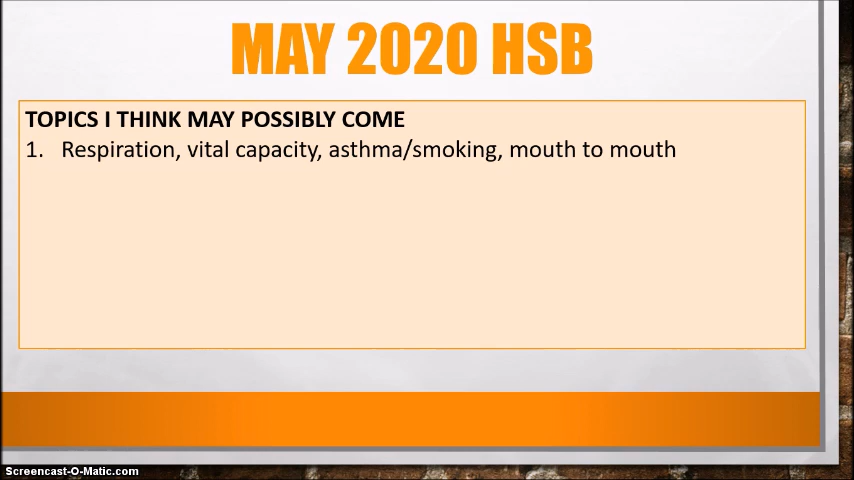 MAY 2020 HSB
TOPICS I THINK MAY POSSIBLY COME
1. Respiration, vital capacity, asthma/smoking, mouth to mouth
Screencast-O-Matic.com